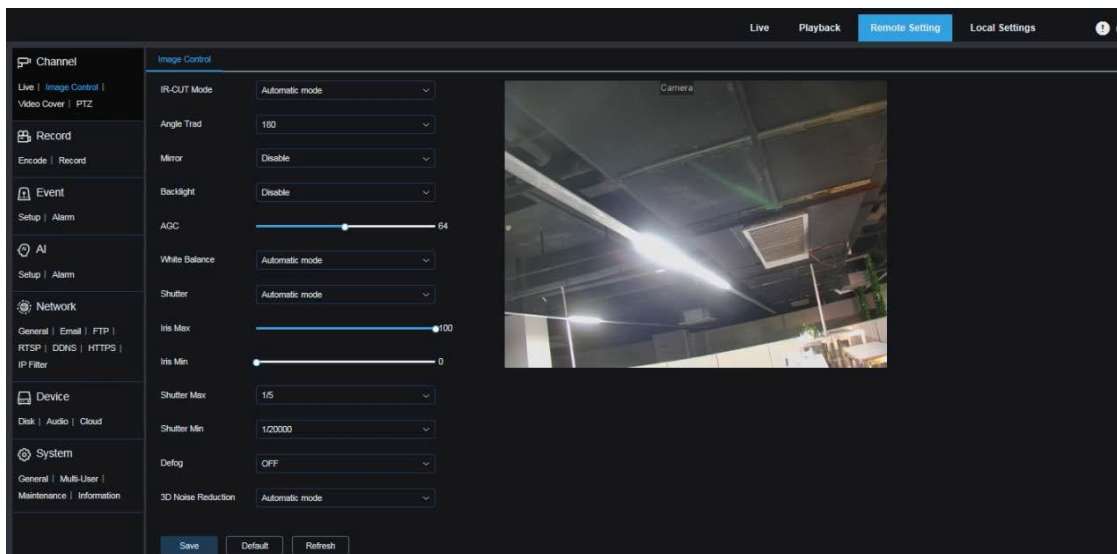 Live Playback Remote Setting Local Settings
Channel
Live | Image Control |
Video Cover | PTZ
Record
Encode | Record
Event
Setup | Alarm
AI
Setup | Alarm
Network
General | Email | FTP |
RTSP | DDNS | HTTPS |
IP Filter
Device
Disk | Audio | Cloud
System
General | Multi-User |
Maintenance | Information
Image Control
IR-CUT Mode Automatic mode
Angle Trad 180
Mirror Disable
Backlight Disable
AGC 64
White Balance Automatic mode
Shutter Automatic mode
Iris Max 100
Iris Min 0
Shutter Max 1/5
Shutter Min 1/20000
Defog OFF
3D Noise Reduction Automatic mode
Save Default Refresh
Camera